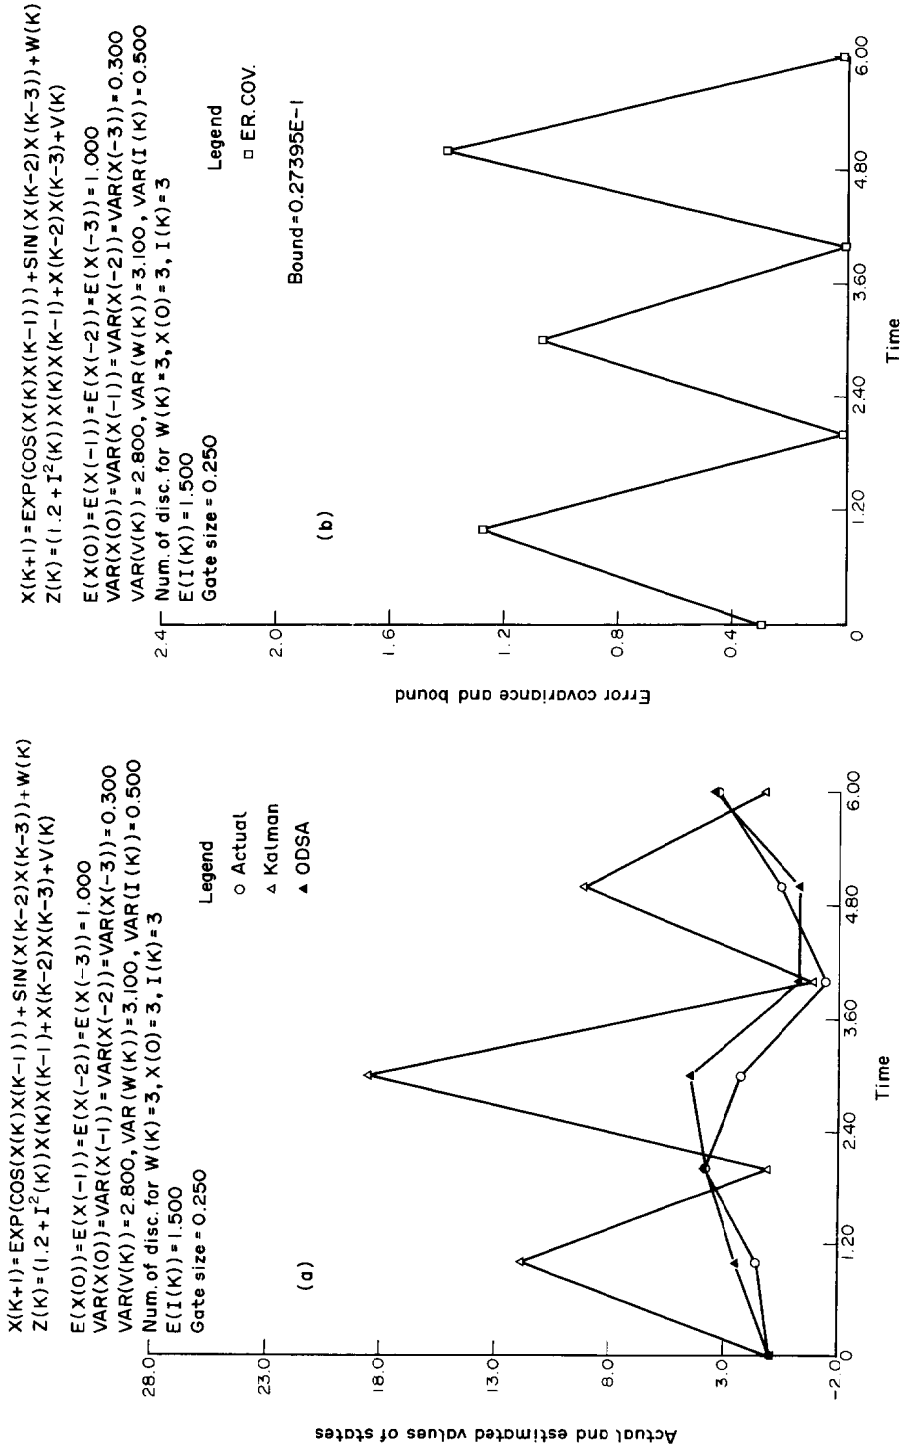 X(K+1)=EXP(COS(X(K)X(K-1)))+SIN(X(K-2)X(K-3))+W(K)
Z(K)=(1.2+I²(K))X(K)X(K-1)+X(K-2)X(K-3)+V(K)
E(X(0))=E(X(-1))=E(X(-2))=E(X(-3))=1.000
VAR(X(0))=VAR(X(-1))=VAR(X(-2))=VAR(X(-3))=0.300
VAR(V(K))=2.800, VAR(W(K))=3.100, VAR(I(K))=0.500
Num. of disc. for W(K)=3, X(0)=3, I(K)=3
E(I(K))=1.500
Gate size=0.250
Legend
○ Actual
△ Kalman
▲ ODSA
(a)
28.0
23.0
18.0
13.0
8.0
3.0
-2.0
0
1.20
2.40
3.60
4.80
6.00
Time
Actual and estimated values of states
X(K+1)=EXP(COS(X(K)X(K-1)))+SIN(X(K-2)X(K-3))+W(K)
Z(K)=(1.2+I²(K))X(K)X(K-1)+X(K-2)X(K-3)+V(K)
E(X(0))=E(X(-1))=E(X(-2))=E(X(-3))=1.000
VAR(X(0))=VAR(X(-1))=VAR(X(-2))=VAR(X(-3))=0.300
VAR(V(K))=2.800, VAR(W(K))=3.100, VAR(I(K))=0.500
Num. of disc. for W(K)=3, X(0)=3, I(K)=3
E(I(K))=1.500
Gate size=0.250
Legend
□ ER. COV.
Bound=0.27395E-1
(b)
2.4
2.0
1.6
1.2
0.8
0.4
0
1.20
2.40
3.60
4.80
6.00
Time
Error covariance and bound